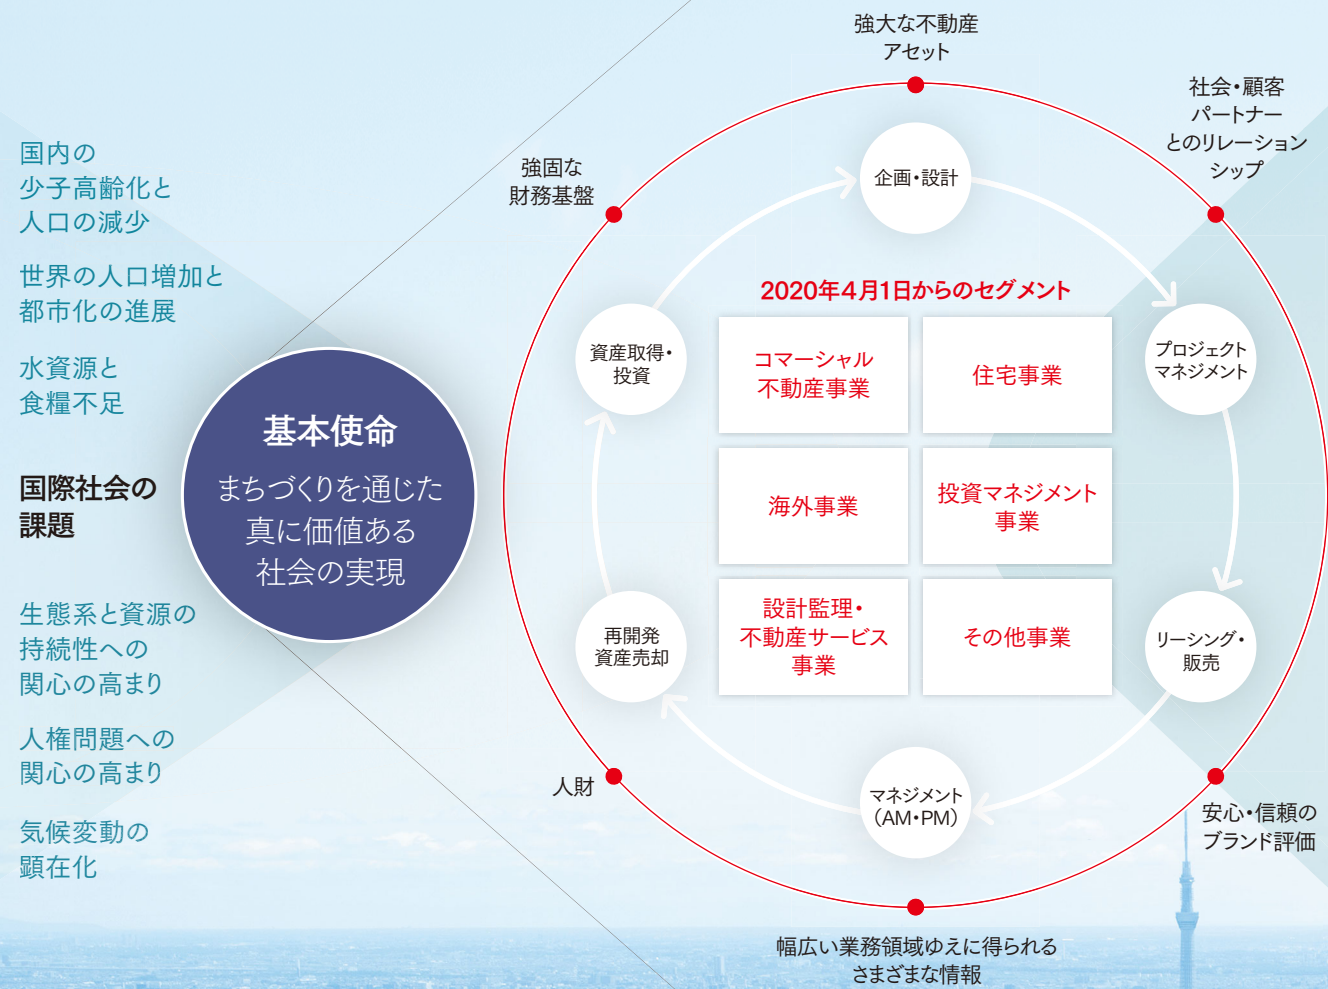 国内の
少子高齢化と
人口の減少
世界の人口増加と
都市化の進展
水資源と
食糧不足
国際社会の
課題
生態系と資源の
持続性への
関心の高まり
人権問題への
関心の高まり
気候変動の
顕在化
基本使命
まちづくりを通じた
真に価値ある
社会の実現
強大な不動産
アセット
社会・顧客
パートナー
とのリレーション
シップ
安心・信頼の
ブランド評価
幅広い業務領域ゆえに得られる
さまざまな情報
人財
強固な
財務基盤
企画・設計
プロジェクト
マネジメント
リーシング・
販売
マネジメント
（AM・PM）
再開発
資産売却
資産取得・
投資
2020年4月1日からのセグメント
コマーシャル
不動産事業
住宅事業
海外事業
投資マネジメント
事業
設計監理・
不動産サービス
事業
その他事業